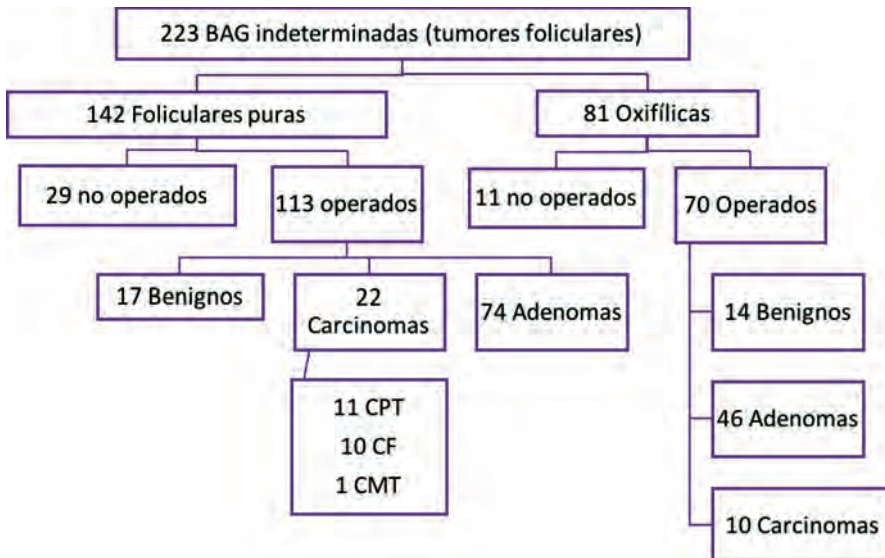 223 BAG indeterminadas (tumores foliculares)
142 Foliculares puras
81 Oxifílicas
29 no operados
113 operados
11 no operados
70 Operados
17 Benignos
22
Carcinomas
74 Adenomas
14 Benignos
11 CPT
10 CF
1 CMT
46 Adenomas
10 Carcinomas